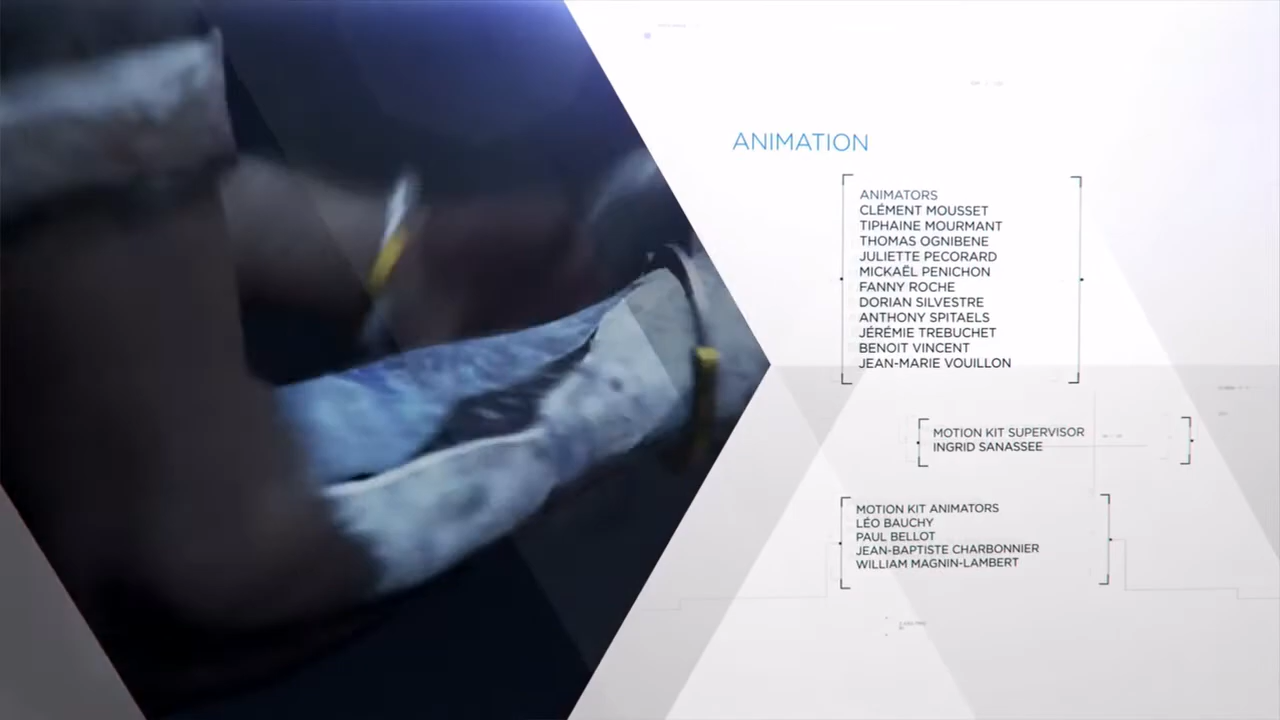 ANIMATION
ANIMATORS
CLÉMENT MOUSSET
TIPHAINE MOURMANT
THOMAS OGNIBENE
JULIETTE PECORARD
MICKAËL PENICHON
FANNY ROCHE
DORIAN SILVESTRE
ANTHONY SPITAELS
JÉRÉMIE TREBUCHET
BENOIT VINCENT
JEAN-MARIE VOUILLON
MOTION KIT SUPERVISOR
INGRID SANASSEE
MOTION KIT ANIMATORS
LÉO BAUCHY
PAUL BELLOT
JEAN-BAPTISTE CHARBONNIER
WILLIAM MAGNIN-LAMBERT